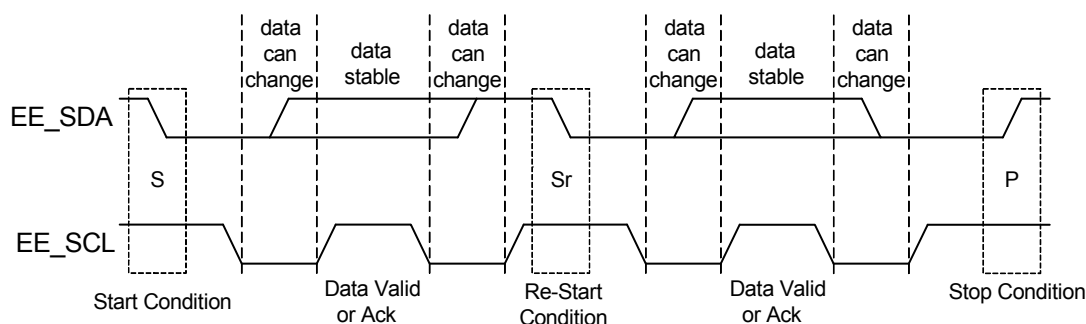 data
can
change
data
stable
data
can
change
data
can
change
data
stable
data
can
change
EE_SDA
S
Sr
P
EE_SCL
Start Condition
Data Valid
or Ack
Re-Start
Condition
Data Valid
or Ack
Stop Condition